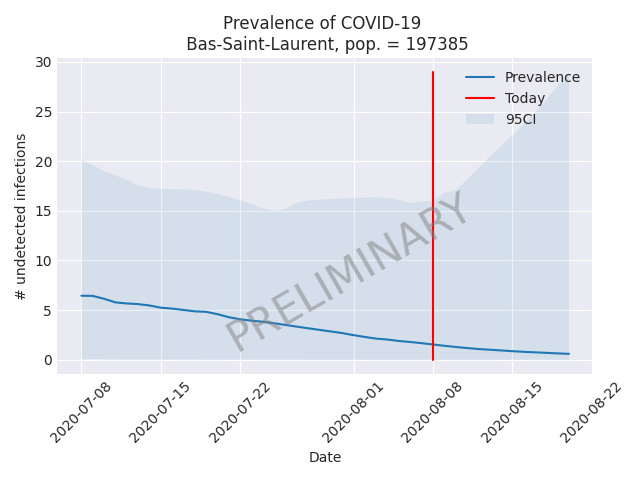 Prevalence of COVID-19
Bas-Saint-Laurent, pop. = 197385
30
25
20
15
10
5
0
# undetected infections
Prevalence
Today
95CI
PRELIMINARY
2020-07-08
2020-07-15
2020-07-22
2020-08-01
2020-08-08
2020-08-15
2020-08-22
Date